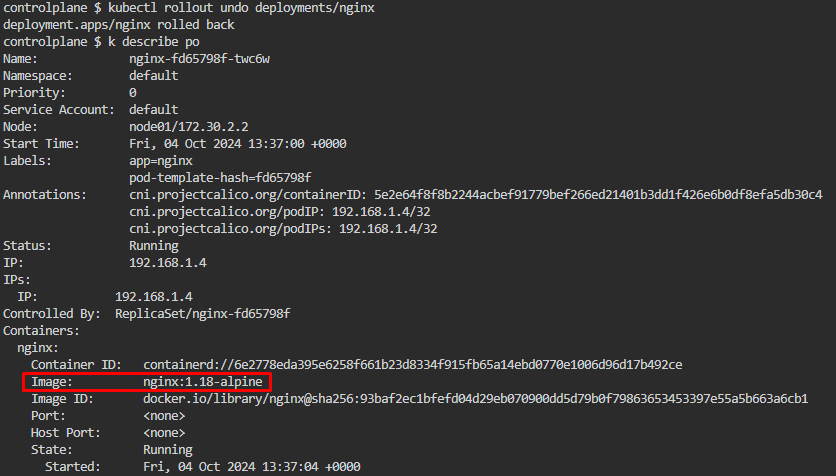 controlplane $ kubectl rollout undo deployments/nginx
deployment.apps/nginx rolled back
controlplane $ k describe po
Name:             nginx-fd65798f-twc6w
Namespace:        default
Priority:         0
Service Account:  default
Node:             node01/172.30.2.2
Start Time:       Fri, 04 Oct 2024 13:37:00 +0000
Labels:           app=nginx
                  pod-template-hash=fd65798f
Annotations:      cni.projectcalico.org/containerID: 5e2e64f8f8b2244acbef91779bef266ed21401b3dd1f426e6b0df8efa5db30c4
                  cni.projectcalico.org/podIP: 192.168.1.4/32
                  cni.projectcalico.org/podIPs: 192.168.1.4/32
Status:           Running
IP:               192.168.1.4
IPs:
  IP:           192.168.1.4
Controlled By:  ReplicaSet/nginx-fd65798f
Containers:
  nginx:
    Container ID:   containerd://6e2778eda395e6258f661b23d8334f915fb65a14ebd0770e1006d96d17b492ce
    Image:          nginx:1.18-alpine
    Image ID:       docker.io/library/nginx@sha256:93baf2ec1bfefd04d29eb070900dd5d79b0f79863653453397e55a5b663a6cb1
    Port:           <none>
    Host Port:      <none>
    State:          Running
      Started:      Fri, 04 Oct 2024 13:37:04 +0000